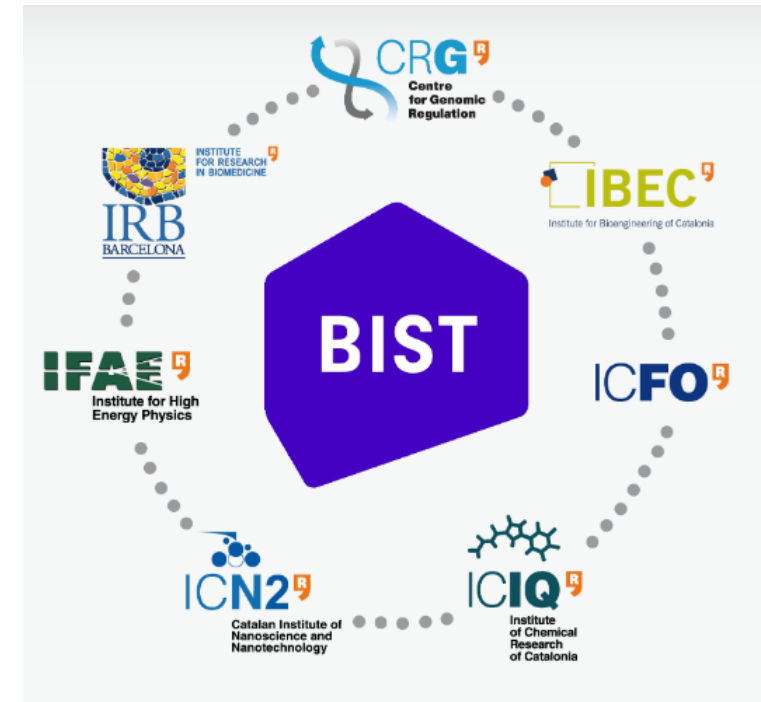 CRG R
Centre
for Genomic
Regulation
INSTITUTE
FOR RESEARCH
IN BIOMEDICINE R
IRB
BARCELONA
IBEC R
Institute for Bioengineering of Catalonia
BIST
IFAE R
Institute for High
Energy Physics
ICFO R
ICN2 R
Catalan Institute of
Nanoscience and
Nanotechnology
ICIQ R
Institute
of Chemical
Research
of Catalonia